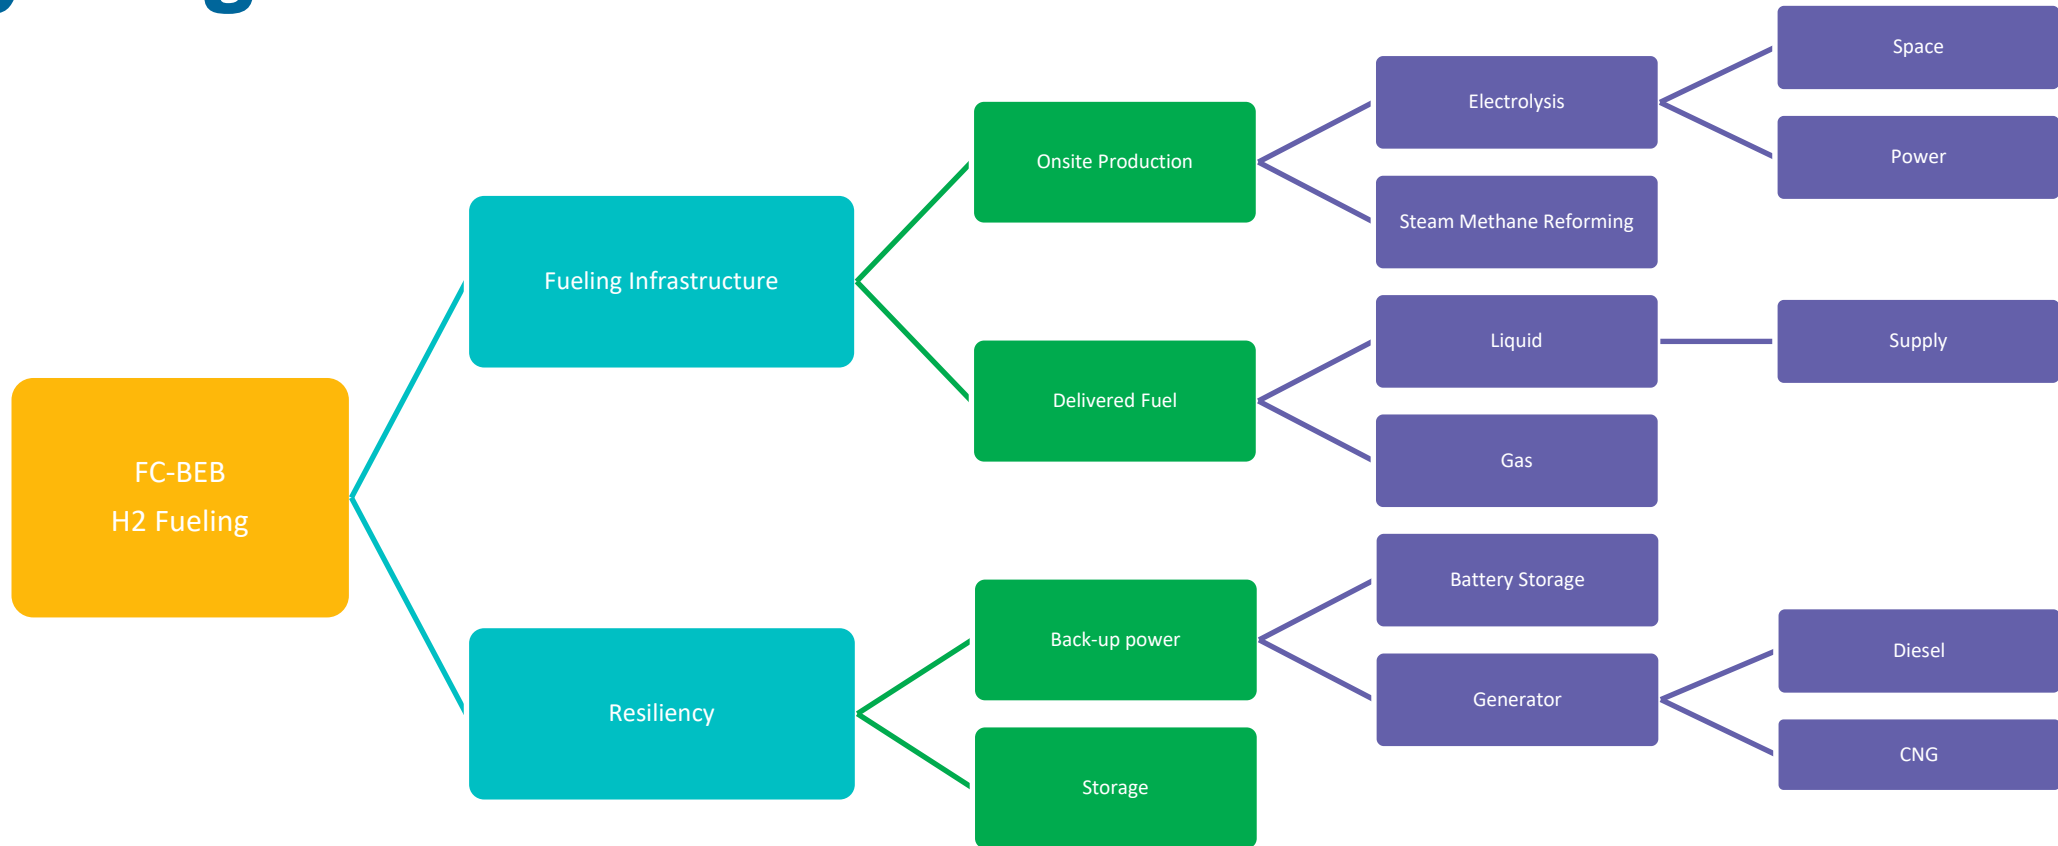 FC-BEB
H2 Fueling
Fueling Infrastructure
Onsite Production
Electrolysis
Space
Power
Steam Methane Reforming
Delivered Fuel
Liquid
Supply
Gas
Resiliency
Back-up power
Battery Storage
Generator
Diesel
CNG
Storage